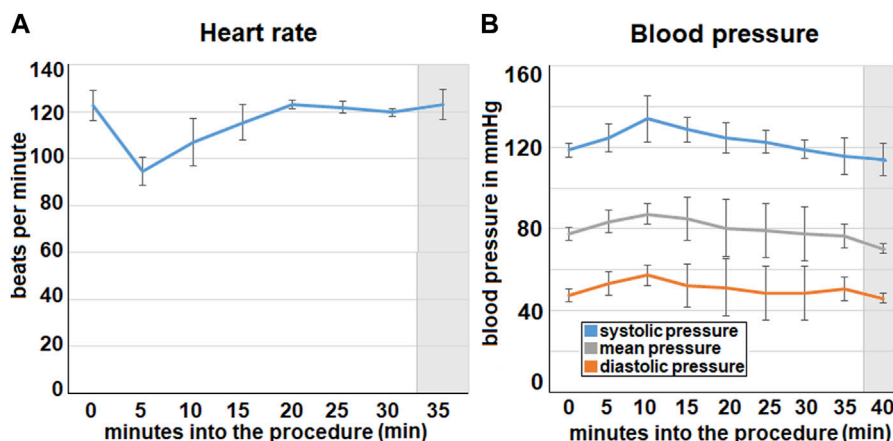 A
Heart rate
140
120
100
80
60
40
20
0
beats per minute
0 5 10 15 20 25 30 35
minutes into the procedure (min)
B
Blood pressure
160
120
80
40
0
blood pressure in mmHg
systolic pressure
mean pressure
diastolic pressure
0 5 10 15 20 25 30 35 40
minutes into the procedure (min)